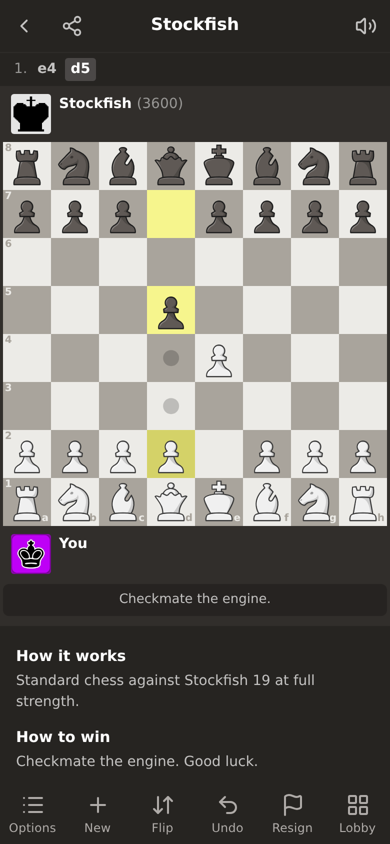 Stockfish
1. e4 d5
Stockfish (3600)
8
7
6
5
4
3
2
1 a b c d e f g h
You
Checkmate the engine.
How it works
Standard chess against Stockfish 19 at full
strength.
How to win
Checkmate the engine. Good luck.
Options New Flip Undo Resign Lobby